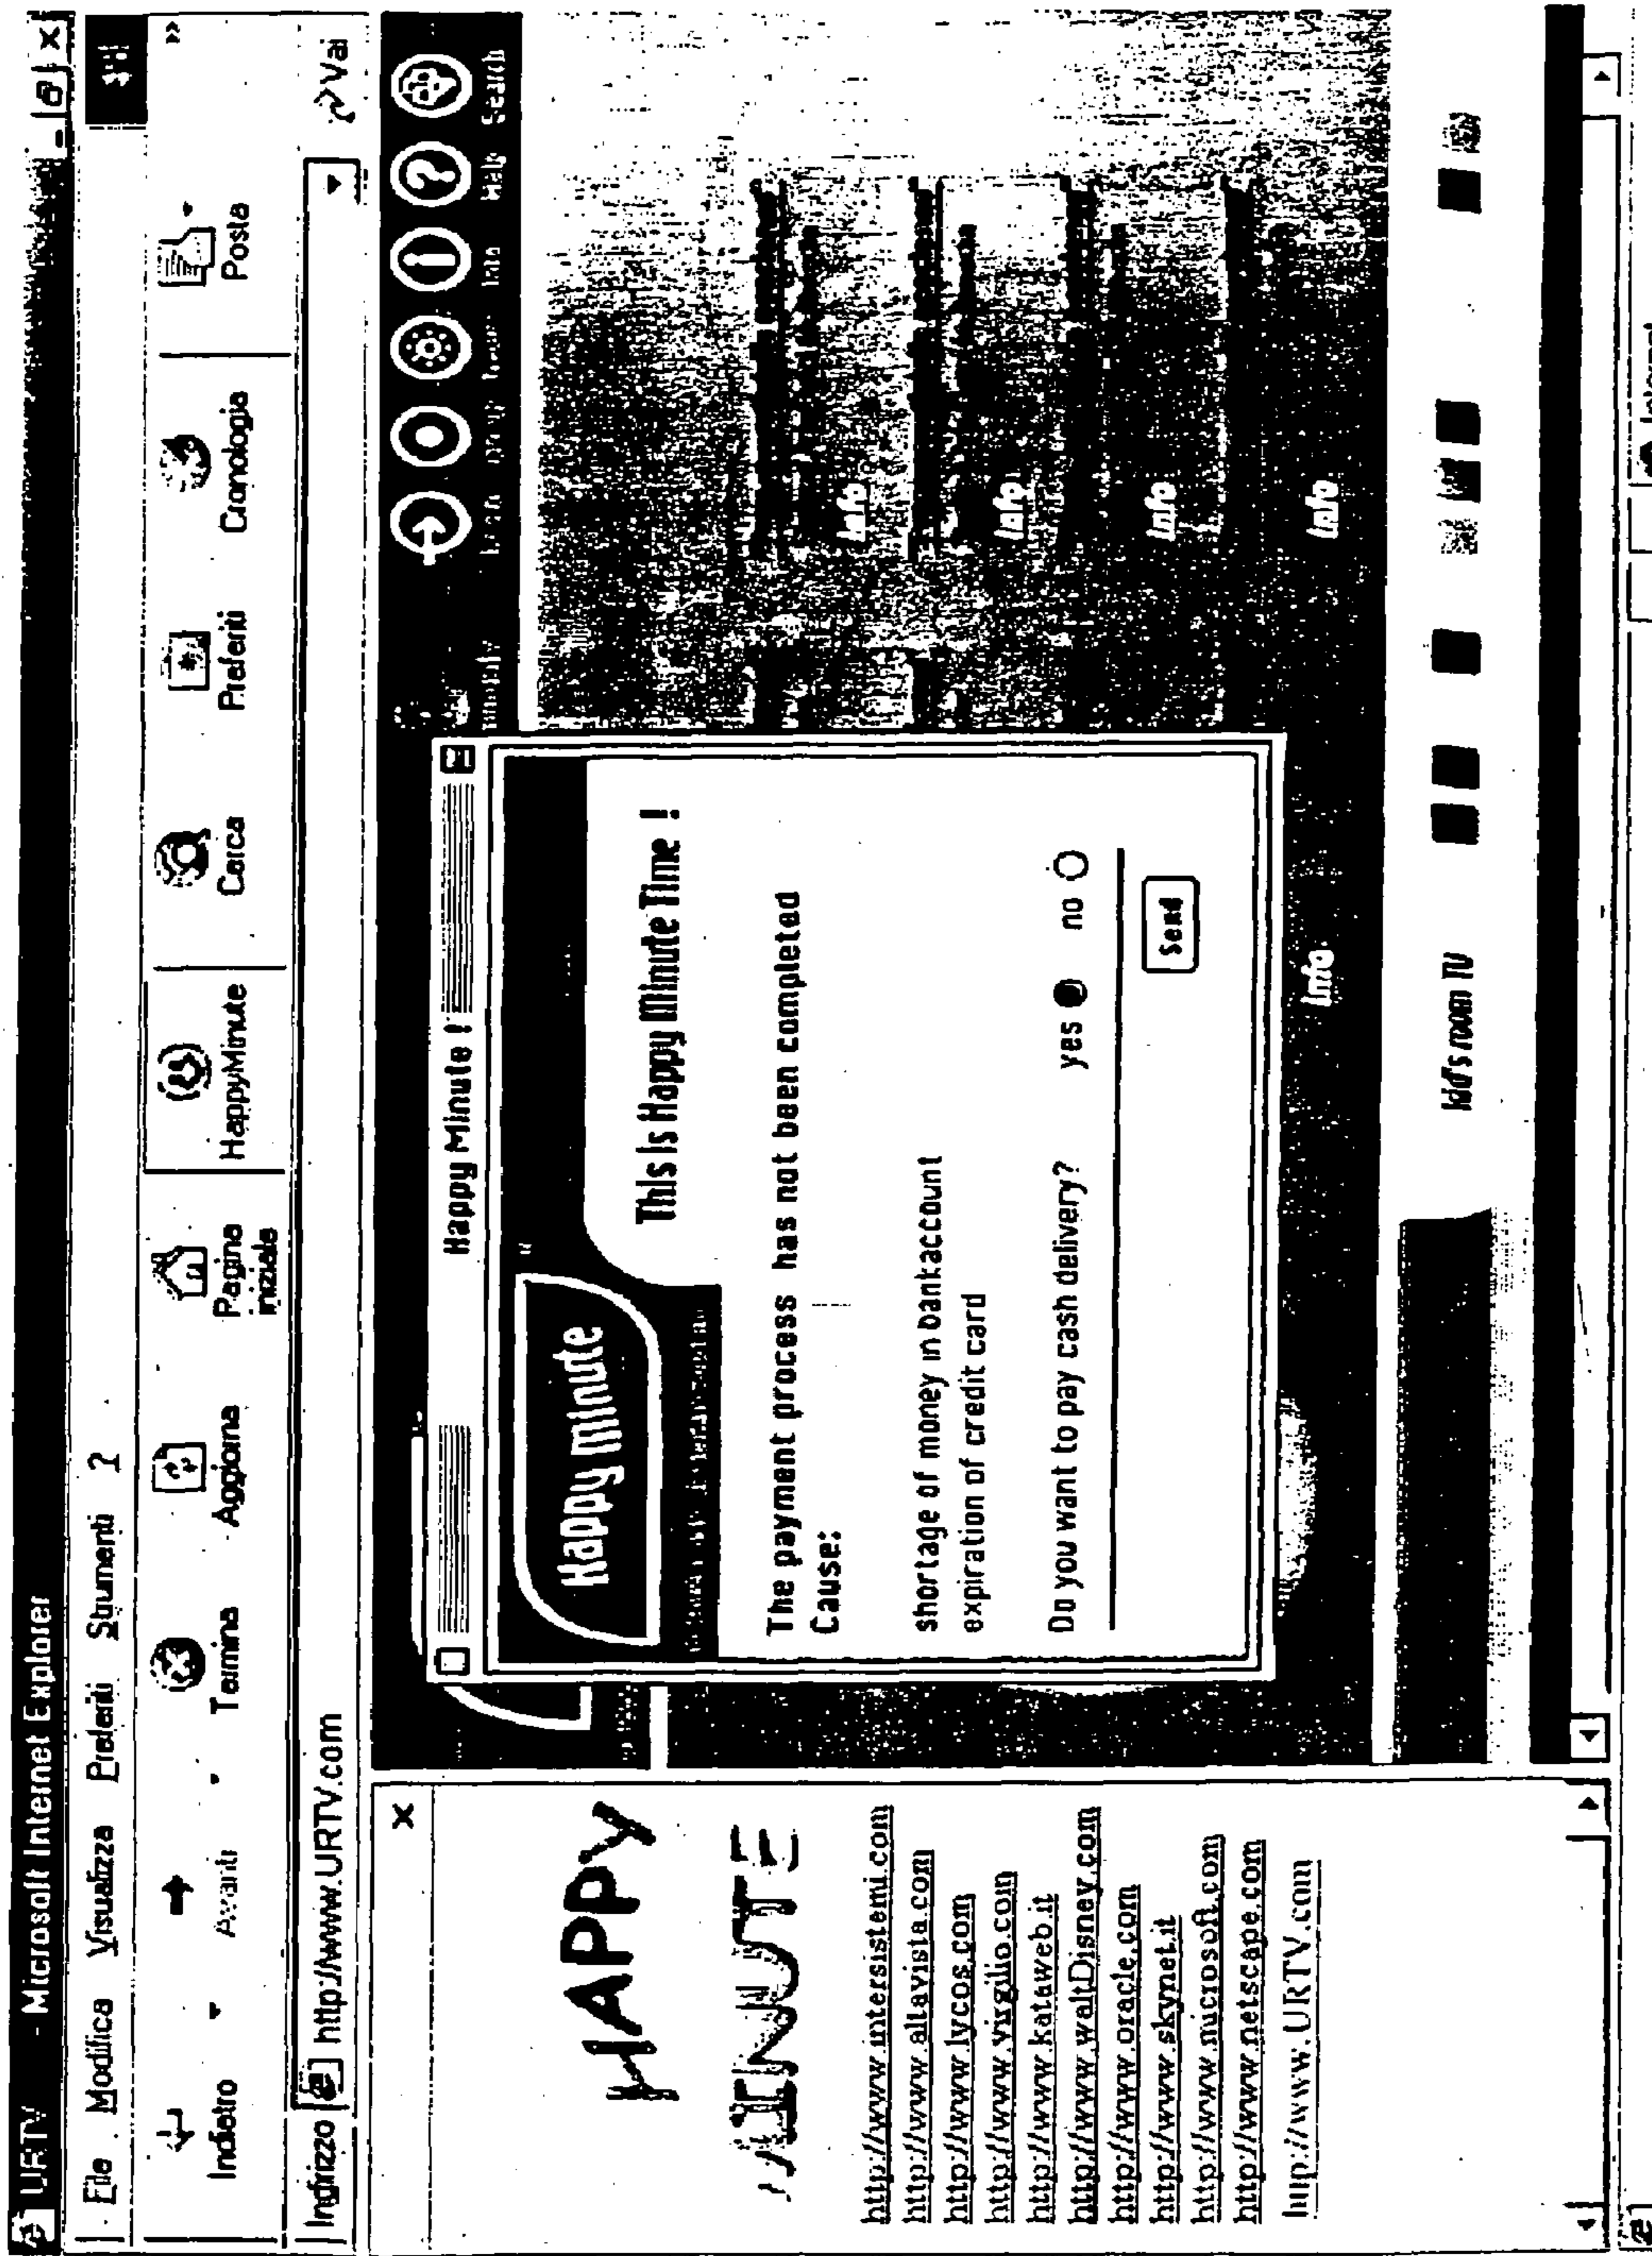 URTV - Microsoft Internet Explorer
File Modifica Visualizza Preferiti Strumenti ?
Indietro Avanti Termina Aggiorna Pagina iniziale HappyMinute Cerca Preferiti Cronologia Posta »
Indirizzo http://www.URTV.com Vai
HAPPY
MINUTE
http://www.intersistemi.com
http://www.altavista.com
http://www.lycos.com
http://www.virgilio.com
http://www.kataweb.it
http://www.waltDisney.com
http://www.oracle.com
http://www.skynet.it
http://www.microsoft.com
http://www.netscape.com
http://www.URTV.com
Info Help Search
Happy Minute !
Happy minute
This is Happy Minute Time !
The payment process has not been completed
Cause:
shortage of money in bankaccount
expiration of credit card
Do you want to pay cash delivery? yes no
Send
Info
Info
Info
Info
Info
kid's room TV
Internet